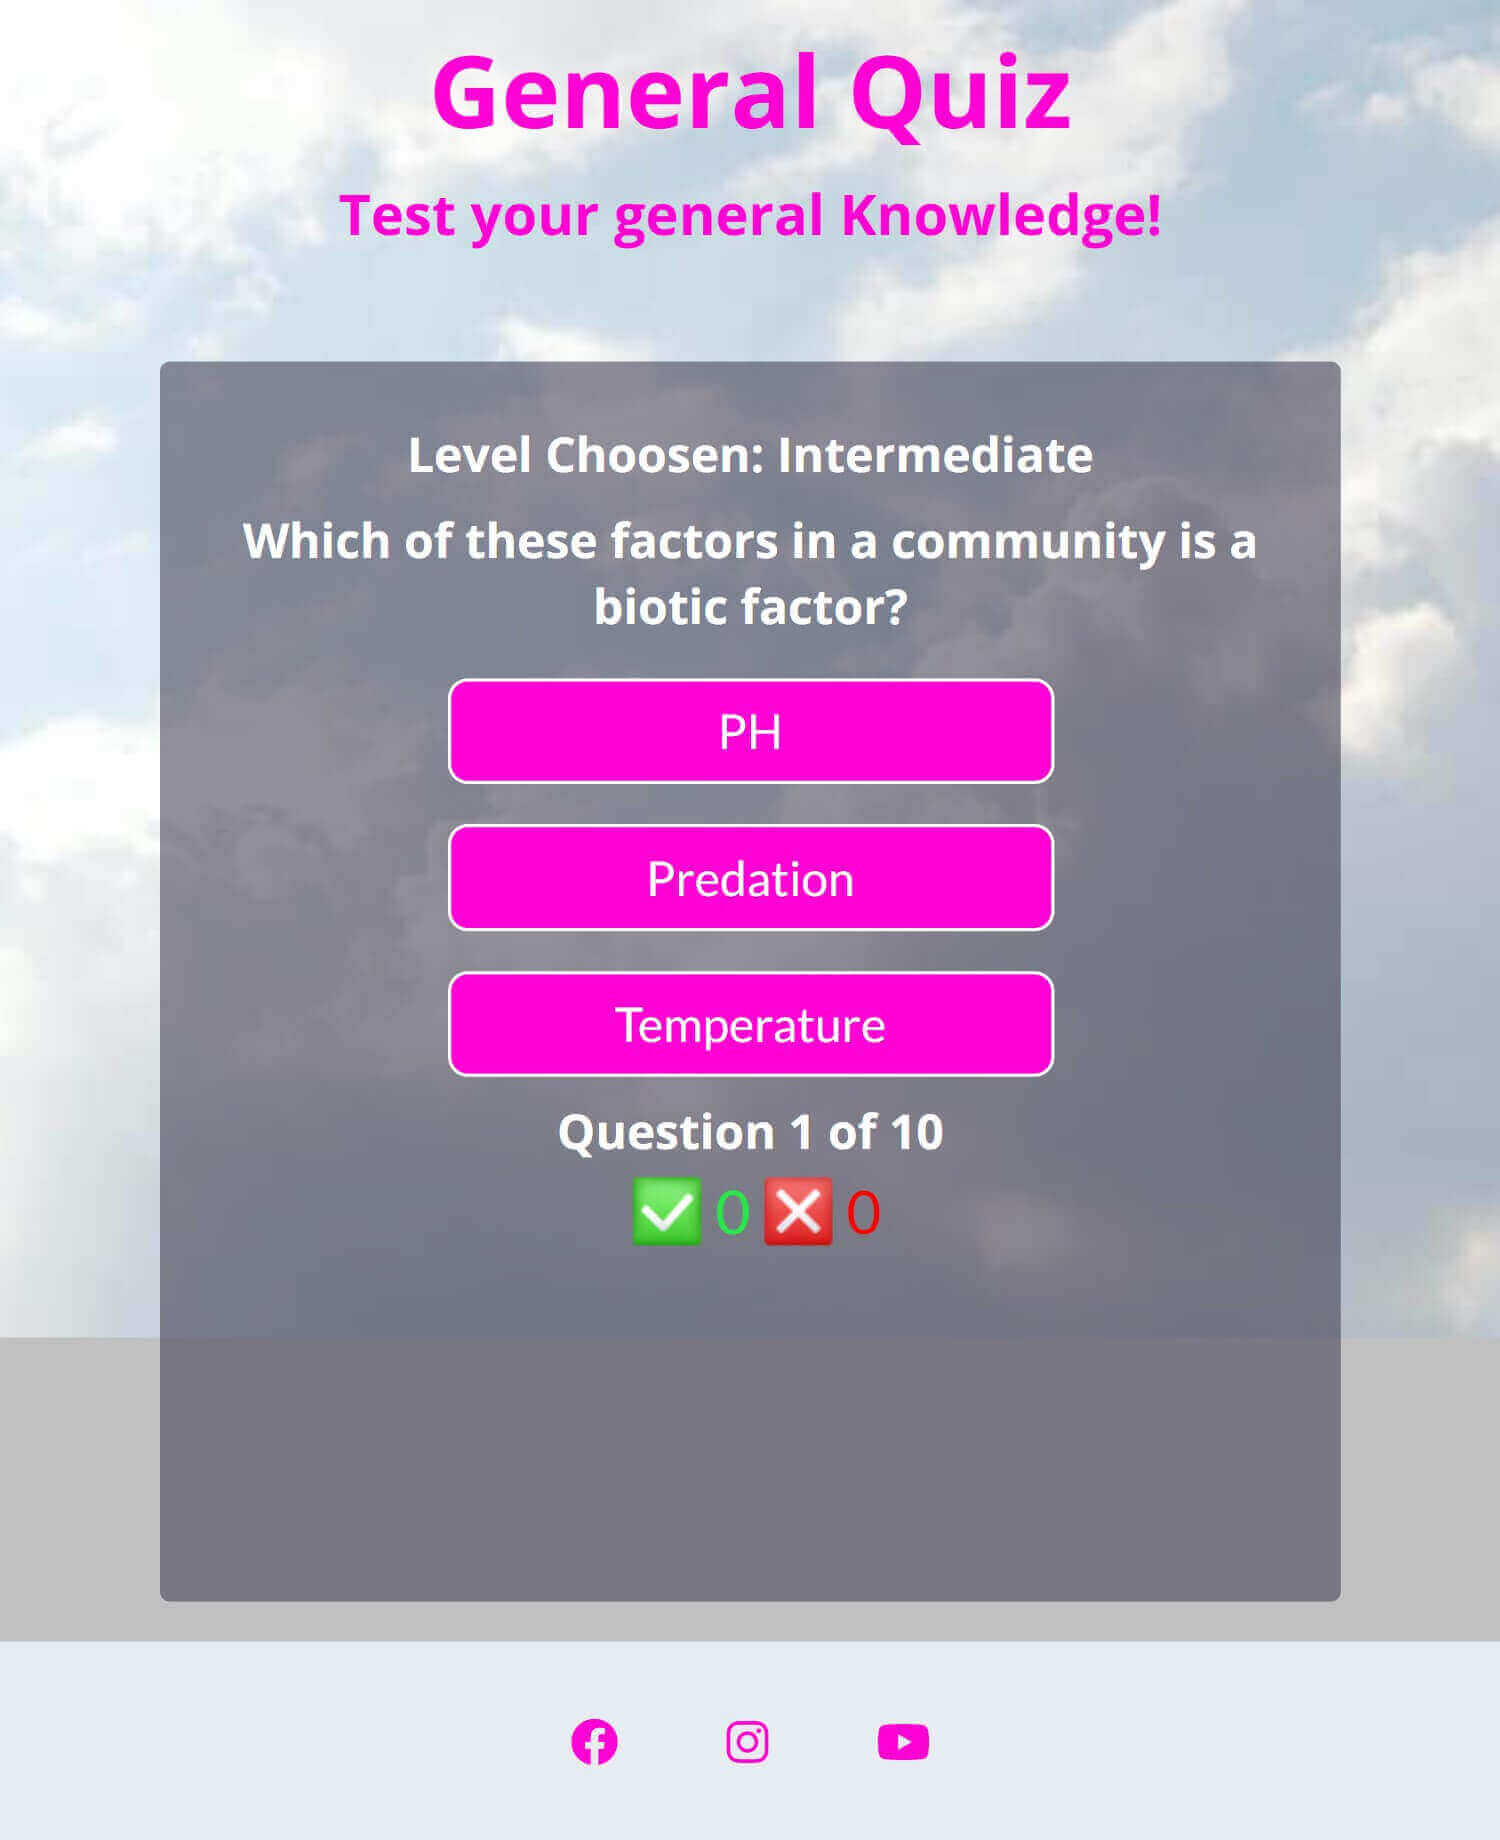 General Quiz
Test your general Knowledge!
Level Choosen: Intermediate
Which of these factors in a community is a
biotic factor?
PH
Predation
Temperature
Question 1 of 10
✅ 0 ❌ 0